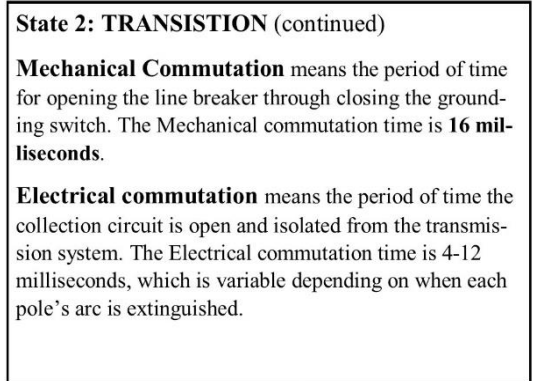 State 2: TRANSISTION (continued)
Mechanical Commutation means the period of time
for opening the line breaker through closing the ground-
ing switch. The Mechanical commutation time is 16 mil-
liseconds.
Electrical commutation means the period of time the
collection circuit is open and isolated from the transmis-
sion system. The Electrical commutation time is 4-12
milliseconds, which is variable depending on when each
pole’s arc is extinguished.